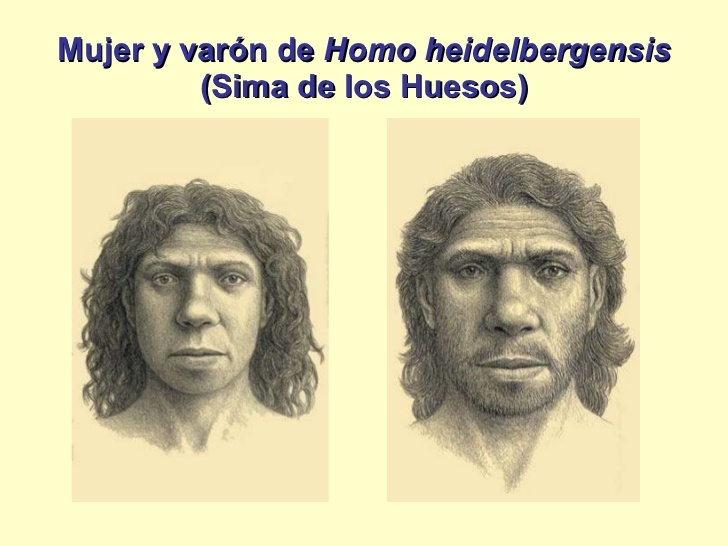 Mujer y varón de Homo heidelbergensis
(Sima de los Huesos)